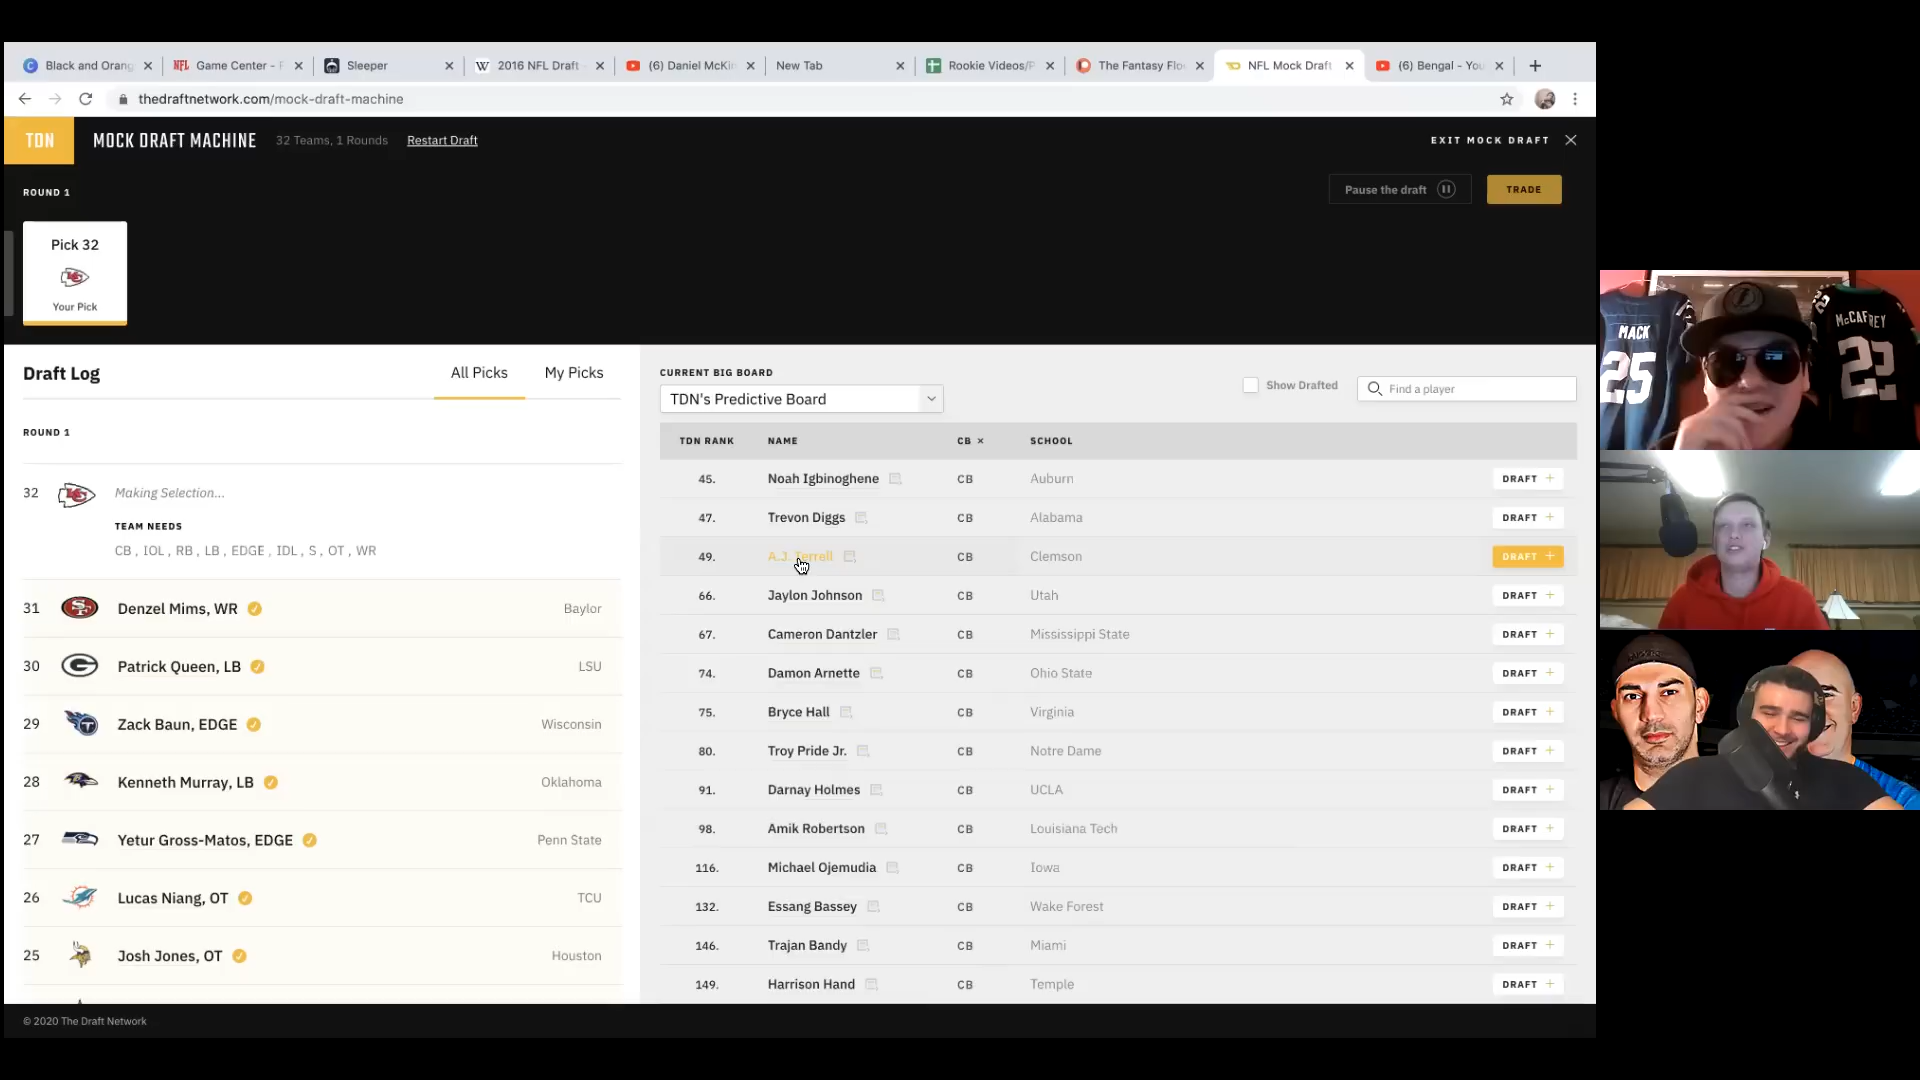 Black and Orang
Game Center - F
Sleeper
2016 NFL Draft
(6) Daniel McKi
New Tab
Rookie Videos/P
The Fantasy Flo
NFL Mock Draft
(6) Bengal - You
thedraftnetwork.com/mock-draft-machine
TDN
MOCK DRAFT MACHINE
32 Teams, 1 Rounds
Restart Draft
EXIT MOCK DRAFT
ROUND 1
Pause the draft
TRADE
Pick 32
Your Pick
Draft Log
All Picks
My Picks
ROUND 1
32
Making Selection...
TEAM NEEDS
CB , IOL , RB , LB , EDGE , IDL , S , OT , WR
31 Denzel Mims, WR Baylor
30 Patrick Queen, LB LSU
29 Zack Baun, EDGE Wisconsin
28 Kenneth Murray, LB Oklahoma
27 Yetur Gross-Matos, EDGE Penn State
26 Lucas Niang, OT TCU
25 Josh Jones, OT Houston
CURRENT BIG BOARD
TDN's Predictive Board
Show Drafted
Find a player
TDN RANK NAME CB × SCHOOL
45. Noah Igbinoghene CB Auburn DRAFT +
47. Trevon Diggs CB Alabama DRAFT +
49. A.J. Terrell CB Clemson DRAFT +
66. Jaylon Johnson CB Utah DRAFT +
67. Cameron Dantzler CB Mississippi State DRAFT +
74. Damon Arnette CB Ohio State DRAFT +
75. Bryce Hall CB Virginia DRAFT +
80. Troy Pride Jr. CB Notre Dame DRAFT +
91. Darnay Holmes CB UCLA DRAFT +
98. Amik Robertson CB Louisiana Tech DRAFT +
116. Michael Ojemudia CB Iowa DRAFT +
132. Essang Bassey CB Wake Forest DRAFT +
146. Trajan Bandy CB Miami DRAFT +
149. Harrison Hand CB Temple DRAFT +
© 2020 The Draft Network
MACK
25
McCAFFREY
22